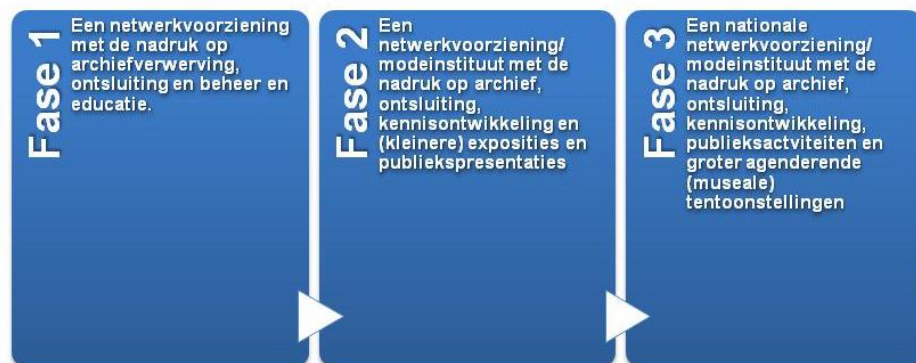 Fase 1
Een netwerkvoorziening
met de nadruk op
archiefverwerving,
ontsluiting en beheer en
educatie.
Fase 2
Een
netwerkvoorziening/
modeinstituut met de
nadruk op archief,
ontsluiting,
kennisontwikkeling en
(kleinere) exposities en
publiekspresentaties
Fase 3
Een nationale
netwerkvoorziening/
modeinstituut met de
nadruk op archief,
ontsluiting,
kennisontwikkeling,
publieksactviteiten en
groter agenderende
(museale)
tentoonstellingen